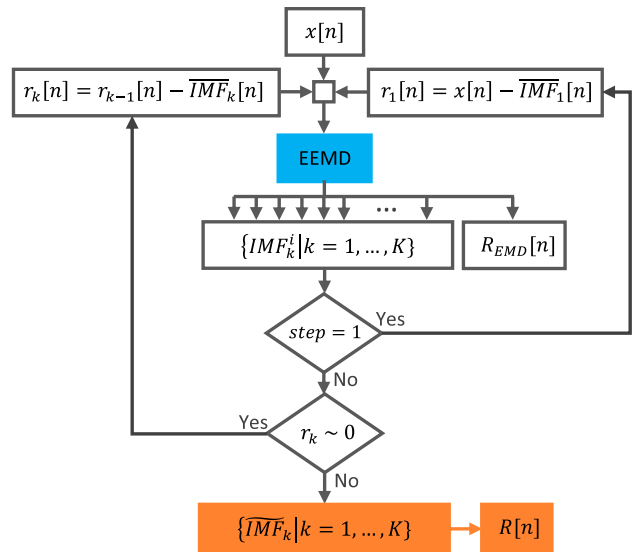 x[n]
r_k[n] = r_{k-1}[n] − \overline{IMF}_k[n]
r_1[n] = x[n] − \overline{IMF}_1[n]
EEMD
...
{IMF_k^i|k = 1, … , K}
R_{EMD}[n]
step = 1
Yes
No
Yes
r_k ~ 0
No
{\widetilde{IMF}_k|k = 1, … , K}
R[n]